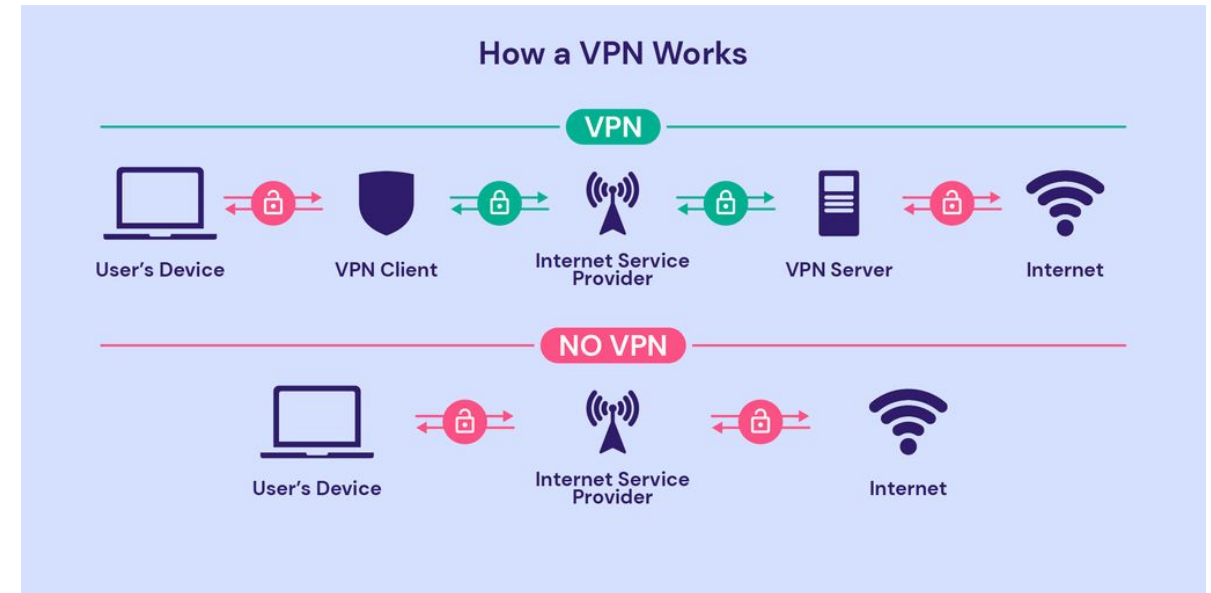 How a VPN Works
VPN
User's Device
VPN Client
Internet Service
Provider
VPN Server
Internet
NO VPN
User's Device
Internet Service
Provider
Internet